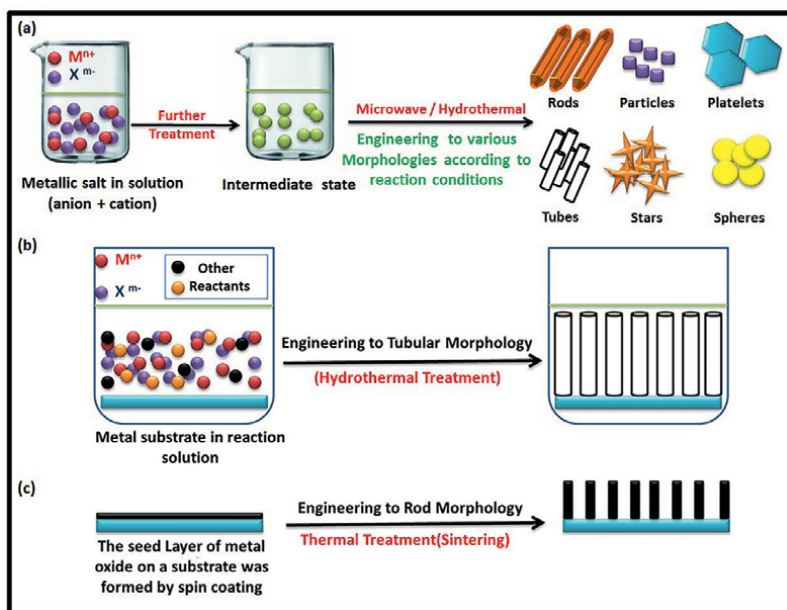 (a)
Mn+
X m-
Further
Treatment
Microwave / Hydrothermal
Engineering to various
Morphologies according to
reaction conditions
Metallic salt in solution
(anion + cation)
Intermediate state
Rods
Particles
Platelets
Tubes
Stars
Spheres
(b)
Mn+
X m-
Other
Reactants
Engineering to Tubular Morphology
(Hydrothermal Treatment)
Metal substrate in reaction
solution
(c)
Engineering to Rod Morphology
Thermal Treatment(Sintering)
The seed Layer of metal
oxide on a substrate was
formed by spin coating